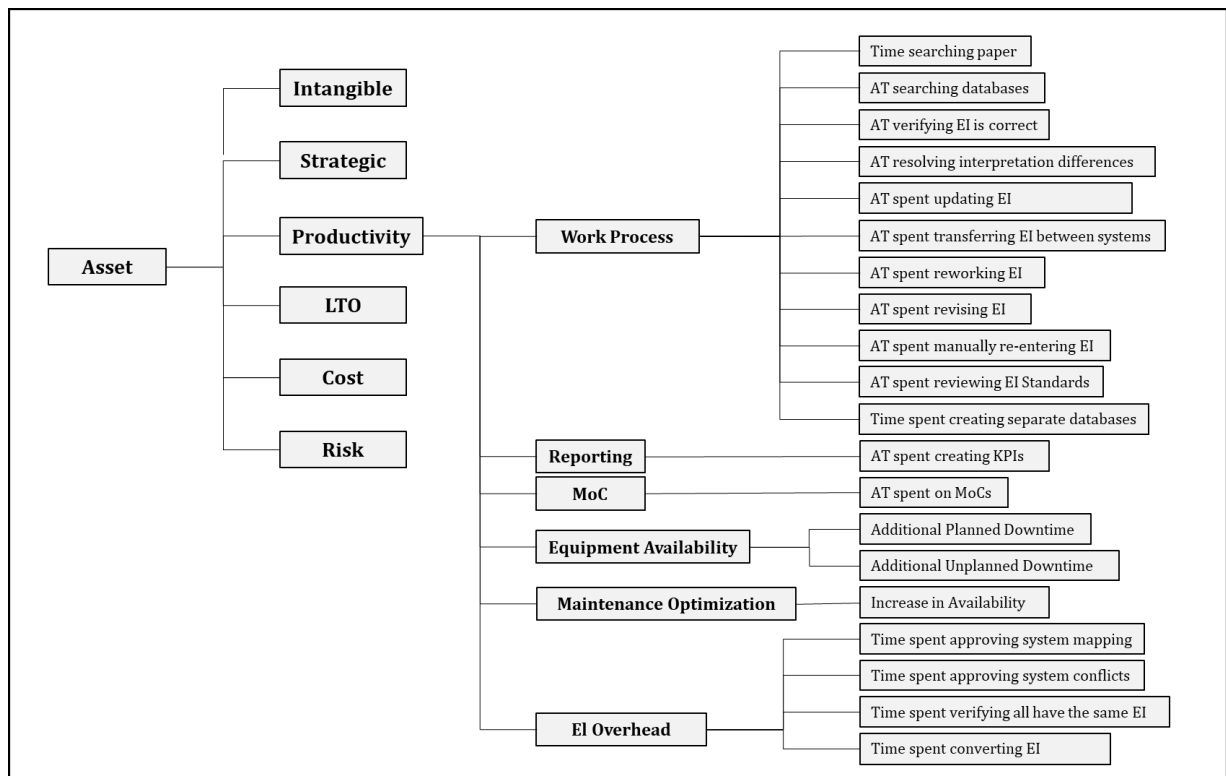 Asset
Intangible
Strategic
Productivity
LTO
Cost
Risk
Work Process
Reporting
MoC
Equipment Availability
Maintenance Optimization
EI Overhead
Time searching paper
AT searching databases
AT verifying EI is correct
AT resolving interpretation differences
AT spent updating EI
AT spent transferring EI between systems
AT spent reworking EI
AT spent revising EI
AT spent manually re-entering EI
AT spent reviewing EI Standards
Time spent creating separate databases
AT spent creating KPIs
AT spent on MoCs
Additional Planned Downtime
Additional Unplanned Downtime
Increase in Availability
Time spent approving system mapping
Time spent approving system conflicts
Time spent verifying all have the same EI
Time spent converting EI